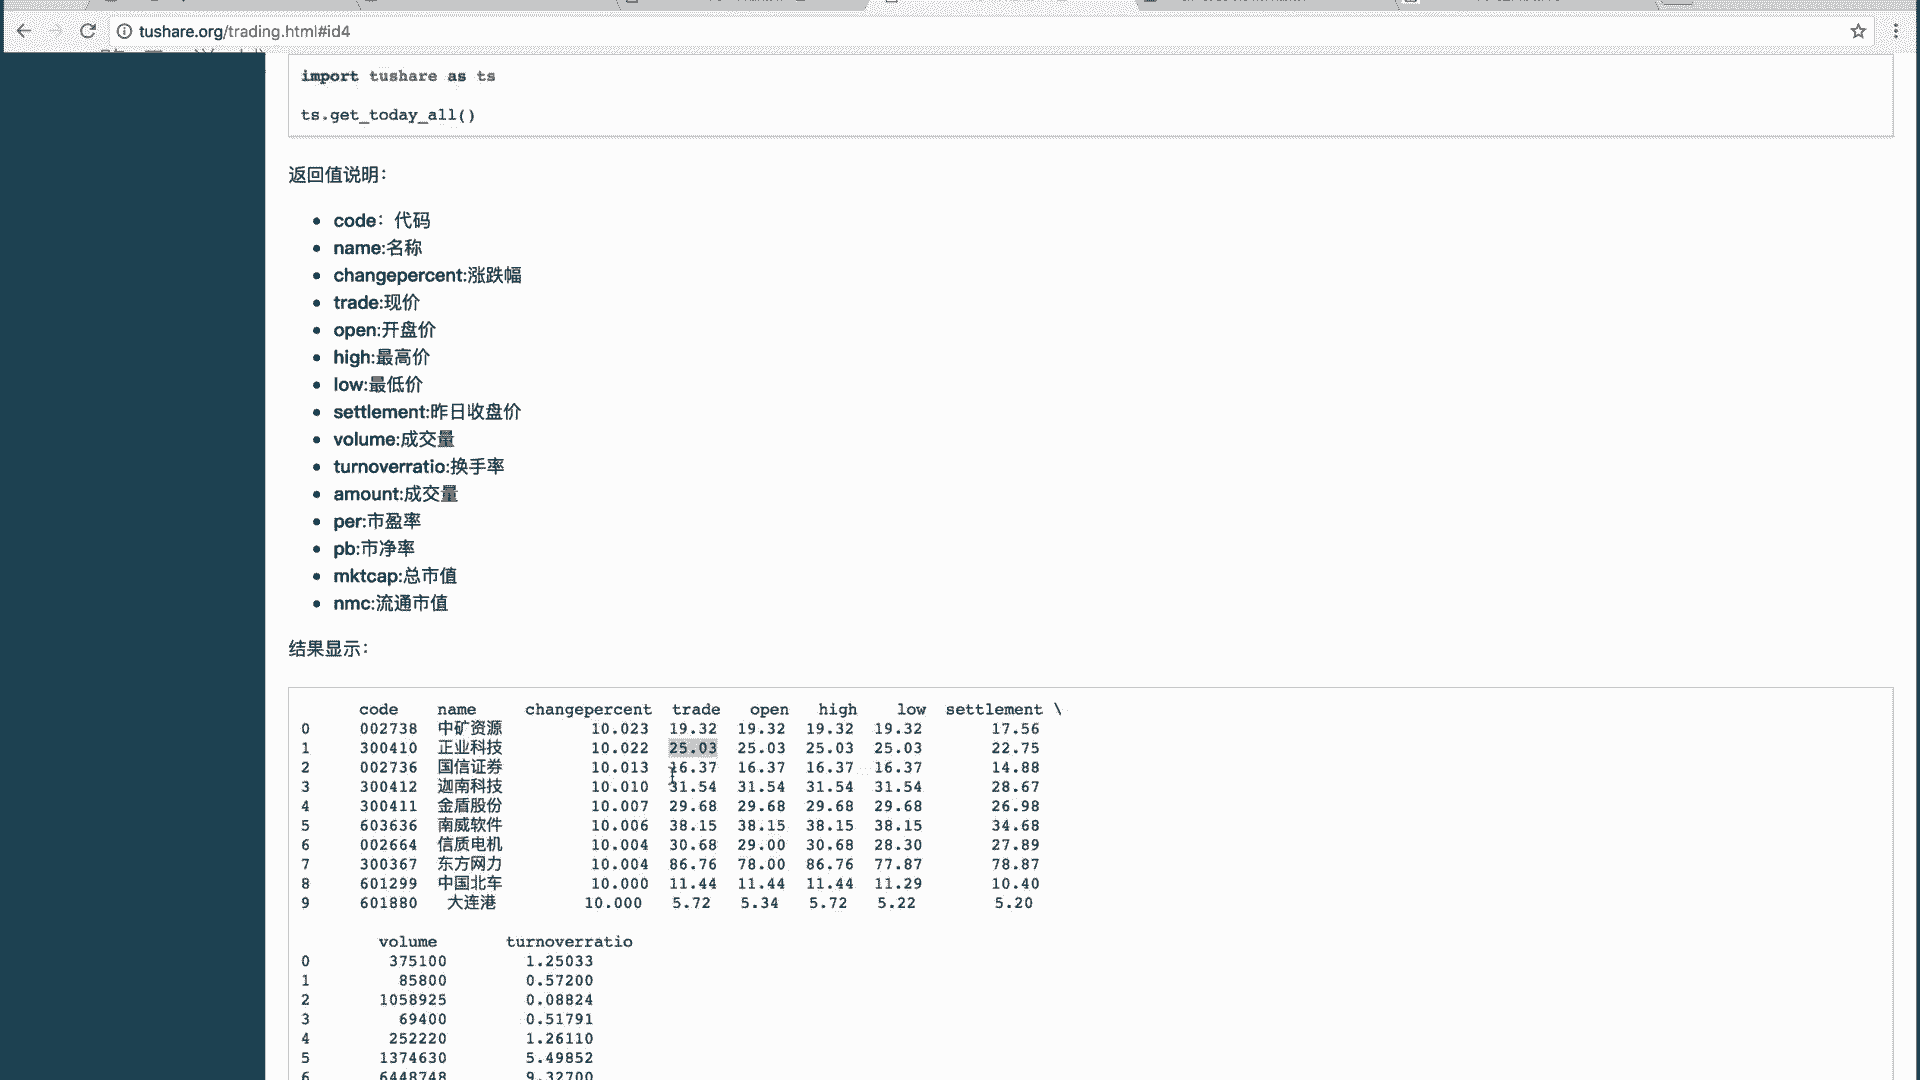 tushare.org/trading.html#id4
import tushare as ts
ts.get_today_all()
返回值说明：
code：代码
name:名称
changepercent:涨跌幅
trade:现价
open:开盘价
high:最高价
low:最低价
settlement:昨日收盘价
volume:成交量
turnoverratio:换手率
amount:成交量
per:市盈率
pb:市净率
mktcap:总市值
nmc:流通市值
结果显示：
code name changepercent trade open high low settlement \
0 002738 中矿资源 10.023 19.32 19.32 19.32 19.32 17.56
1 300410 正业科技 10.022 25.03 25.03 25.03 25.03 22.75
2 002736 国信证券 10.013 16.37 16.37 16.37 16.37 14.88
3 300412 迦南科技 10.010 31.54 31.54 31.54 31.54 28.67
4 300411 金盾股份 10.007 29.68 29.68 29.68 29.68 26.98
5 603636 南威软件 10.006 38.15 38.15 38.15 38.15 34.68
6 002664 信质电机 10.004 30.68 29.00 30.68 28.30 27.89
7 300367 东方网力 10.004 86.76 78.00 86.76 77.87 78.87
8 601299 中国北车 10.000 11.44 11.44 11.44 11.29 10.40
9 601880 大连港 10.000 5.72 5.34 5.72 5.22 5.20
volume turnoverratio
0 375100 1.25033
1 85800 0.57200
2 1058925 0.08824
3 69400 0.51791
4 252220 1.26110
5 1374630 5.49852
6 6448748 9.32700